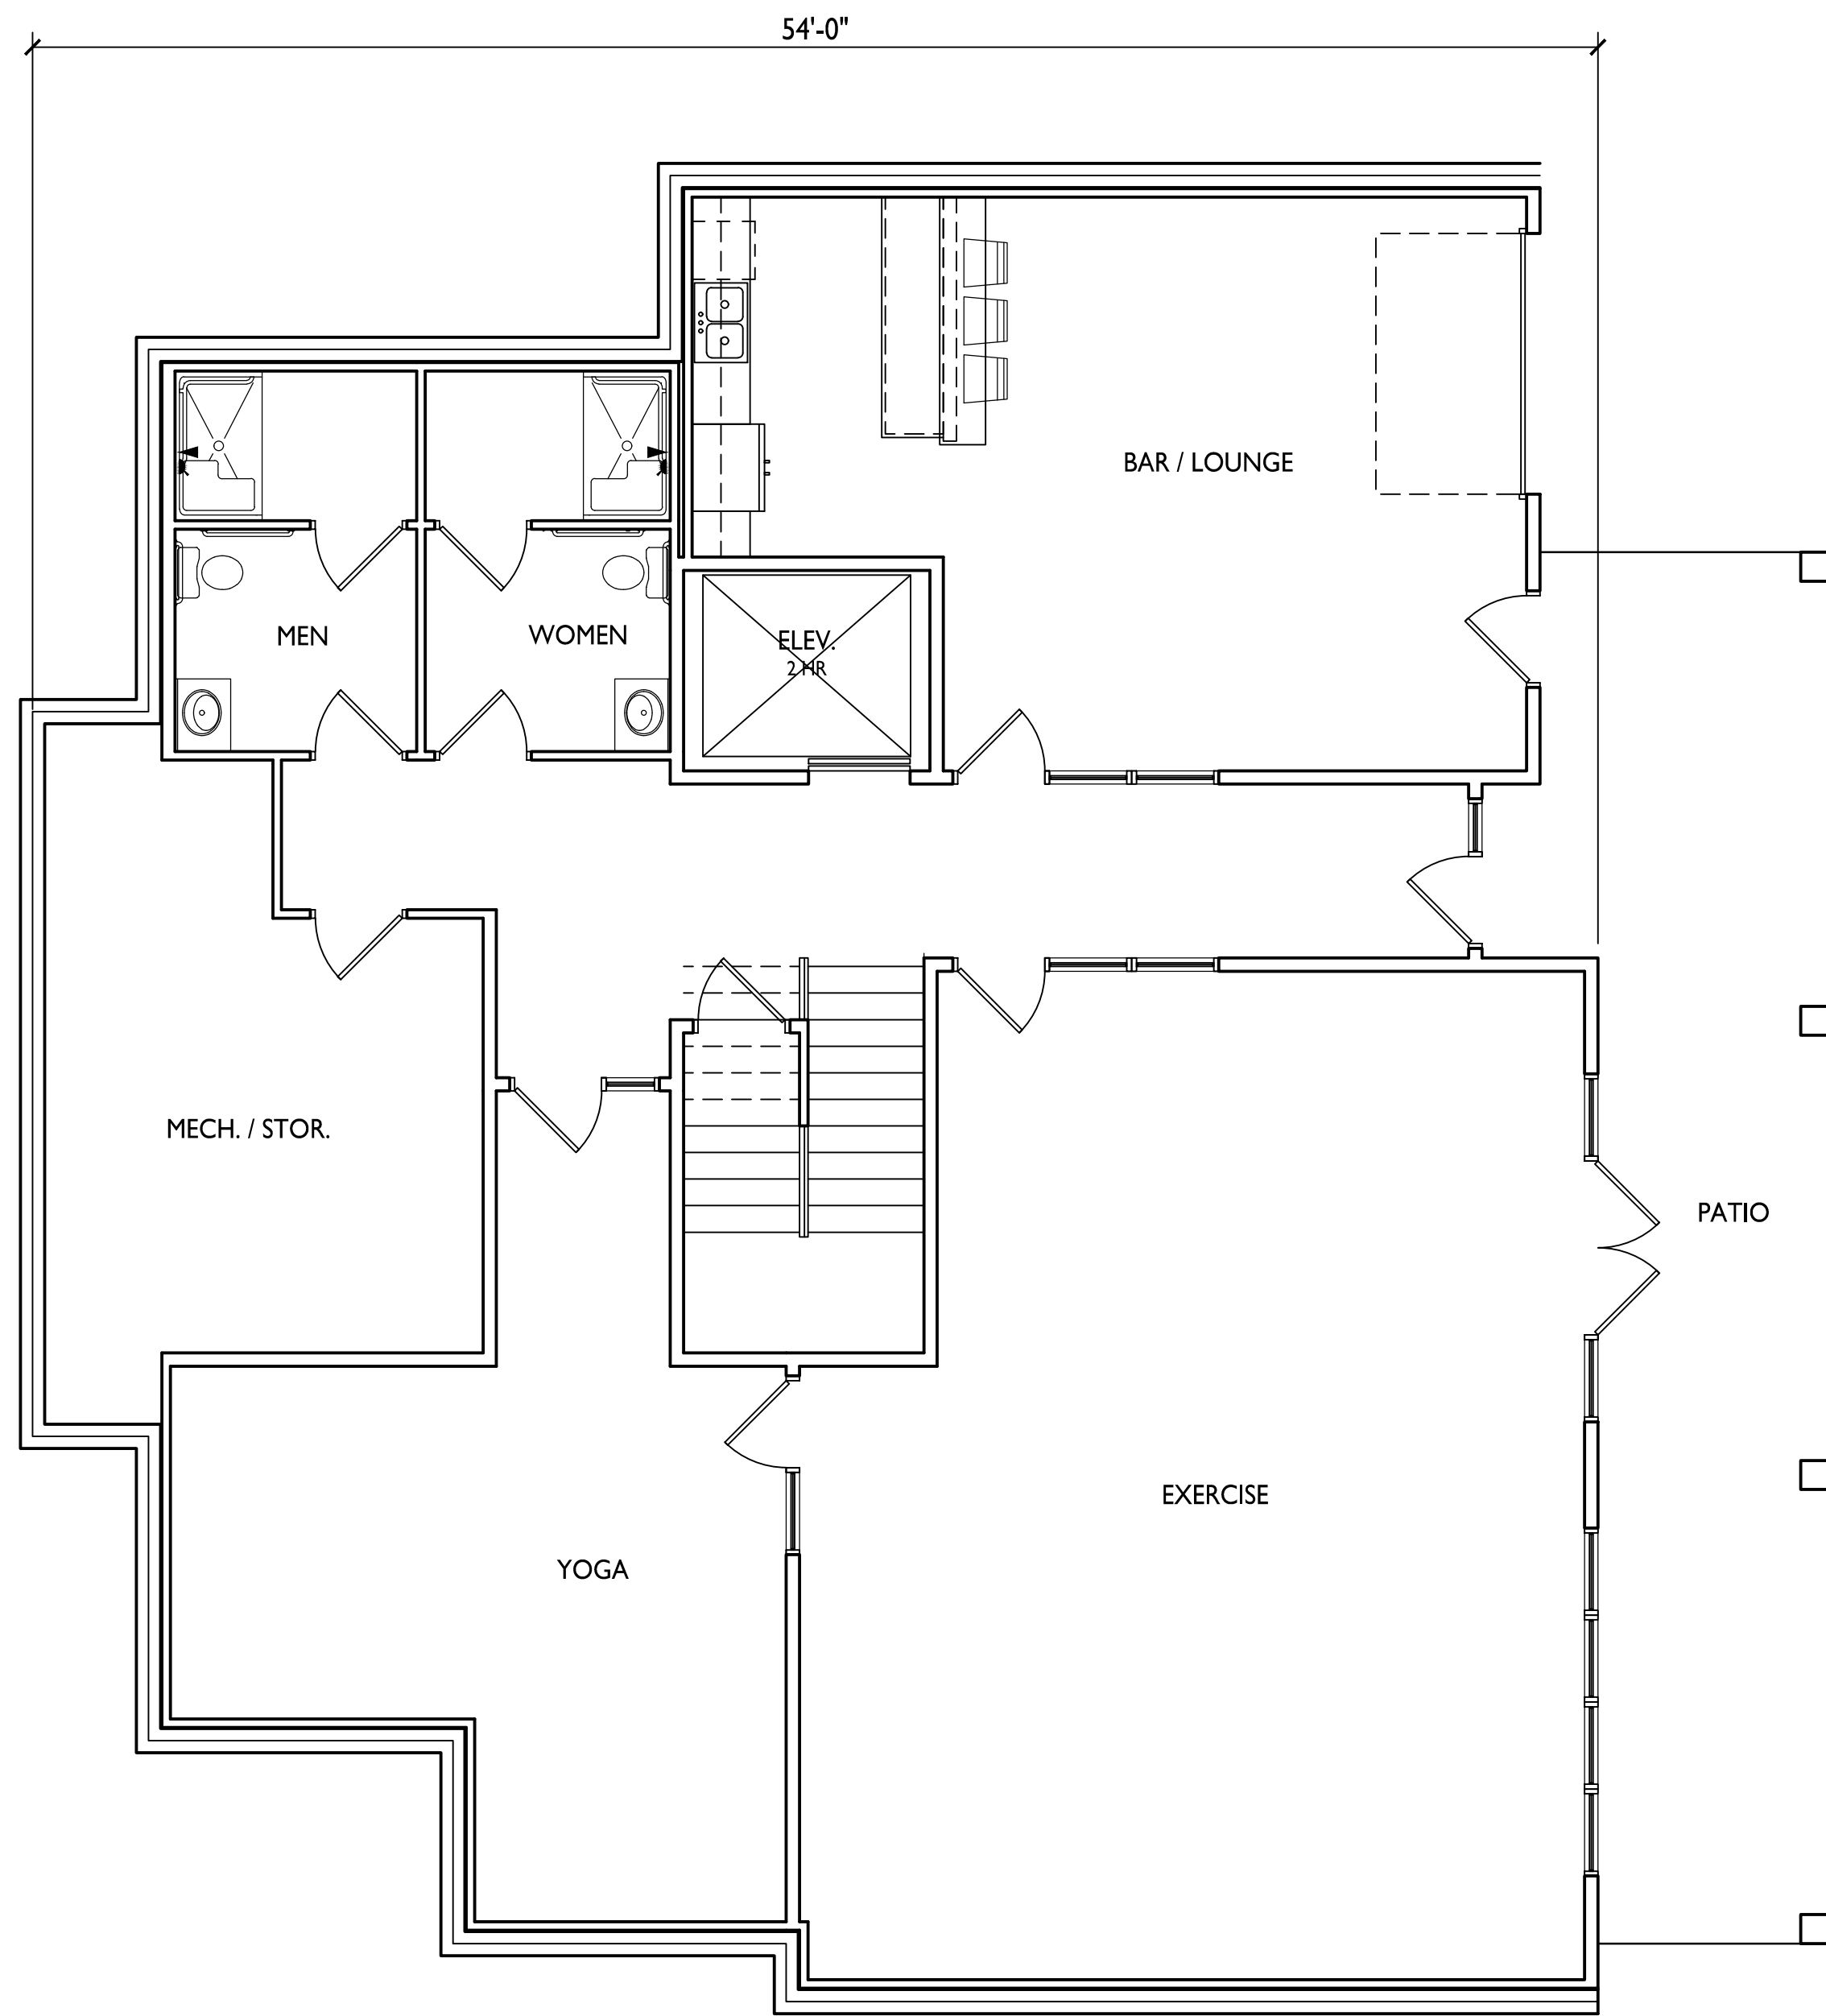 54'-0"
BAR / LOUNGE
MEN
WOMEN
ELEV.
2 HR
MECH. / STOR.
PATIO
EXERCISE
YOGA